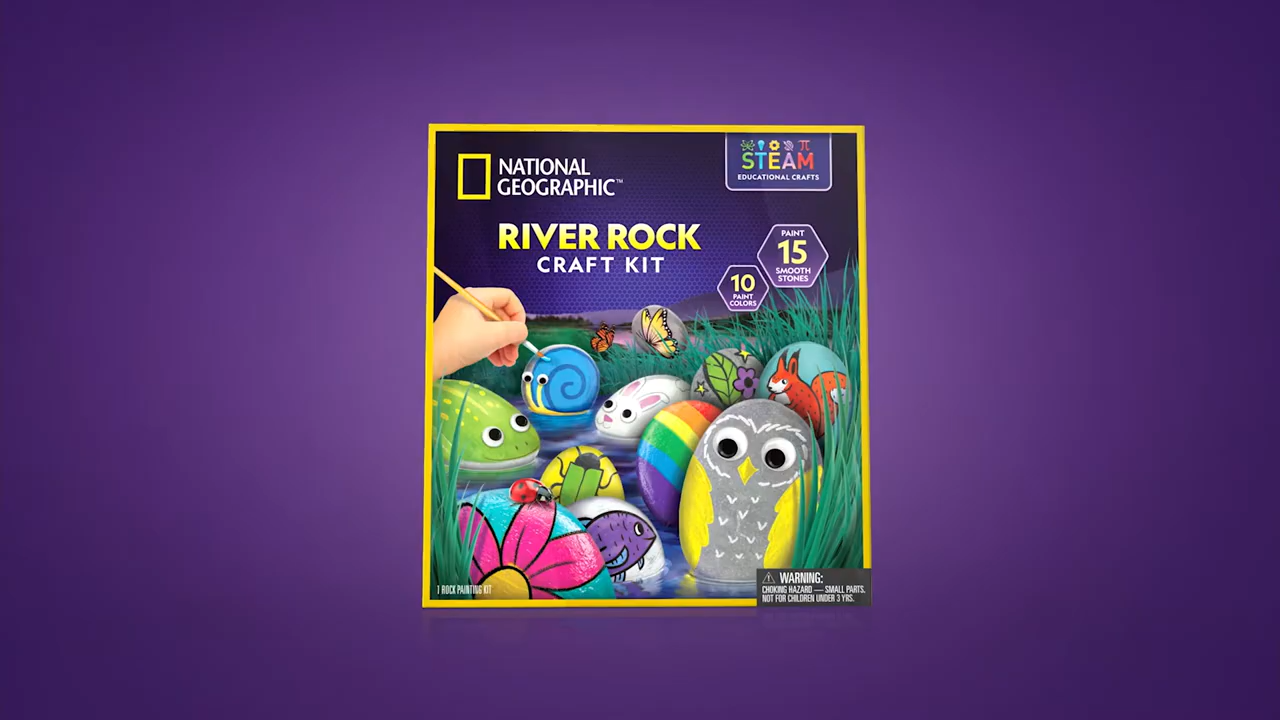 NATIONAL
GEOGRAPHIC™
STEAM
EDUCATIONAL CRAFTS
RIVER ROCK
CRAFT KIT
PAINT
15
SMOOTH
STONES
10
PAINT
COLORS
1 ROCK PAINTING KIT
WARNING:
CHOKING HAZARD — SMALL PARTS.
NOT FOR CHILDREN UNDER 3 YRS.